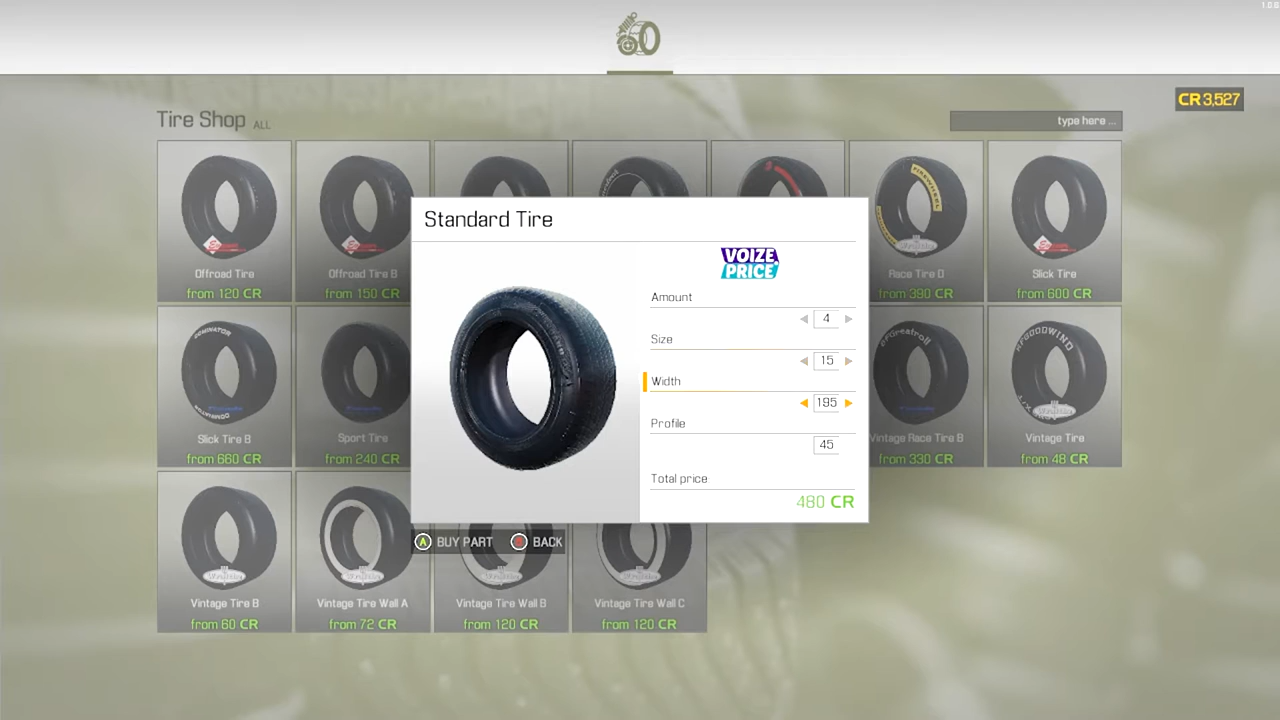 1.0.8
CR 3,527
Tire Shop ALL
type here ...
Offroad Tire
from 120 CR
Offroad Tire B
from 150 CR
FIREWHEEL
Race Tire D
from 390 CR
Slick Tire
from 600 CR
Standard Tire
VOIZE
PRICE
Amount
4
Size
15
Width
195
Profile
45
Total price
480 CR
DOMINATOR
DOMINATOR
Slick Tire B
from 660 CR
Sport Tire
from 240 CR
Vintage Race Tire B
from 330 CR
Vintage Tire
from 48 CR
A BUY PART
BACK
Vintage Tire B
from 60 CR
Vintage Tire Wall A
from 72 CR
Vintage Tire Wall B
from 120 CR
Vintage Tire Wall C
from 120 CR